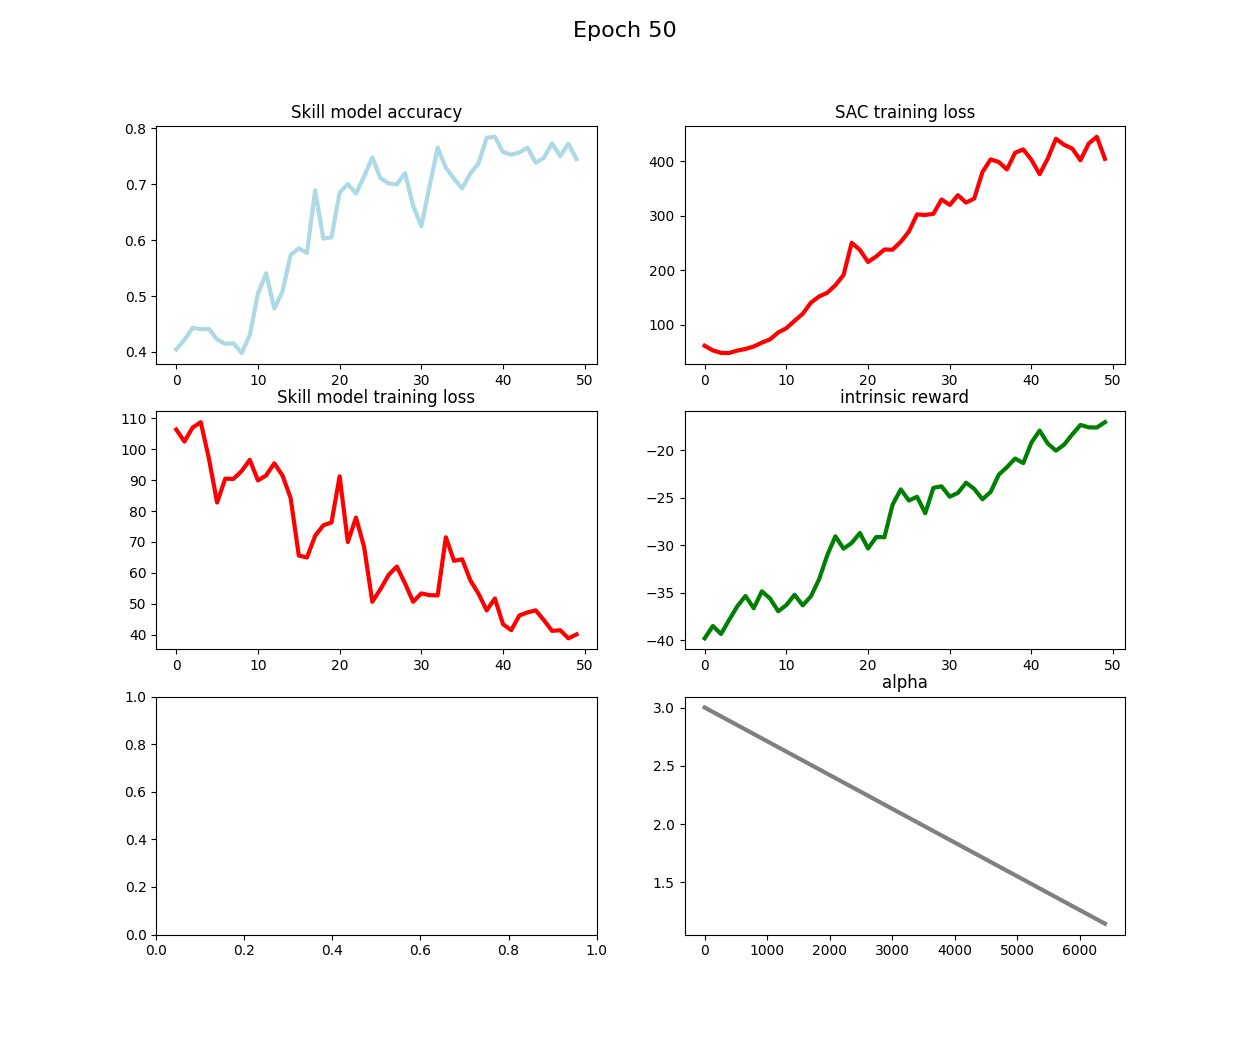 Epoch 50
Skill model accuracy
0.8
0.7
0.6
0.5
0.4
0 10 20 30 40 50
SAC training loss
400
300
200
100
0 10 20 30 40 50
Skill model training loss
110
100
90
80
70
60
50
40
0 10 20 30 40 50
intrinsic reward
−20
−25
−30
−35
−40
0 10 20 30 40 50
1.0
0.8
0.6
0.4
0.2
0.0
0.0 0.2 0.4 0.6 0.8 1.0
alpha
3.0
2.5
2.0
1.5
0 1000 2000 3000 4000 5000 6000